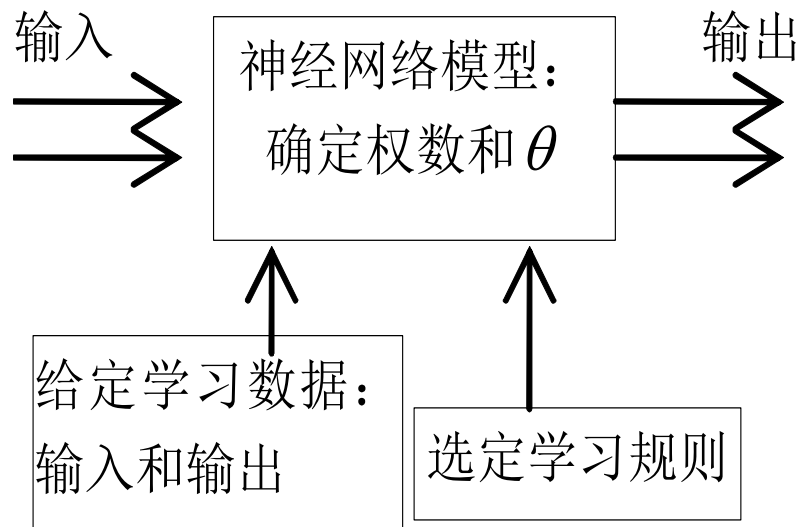 输入
神经网络模型：
确定权数和θ
输出
给定学习数据：
输入和输出
选定学习规则